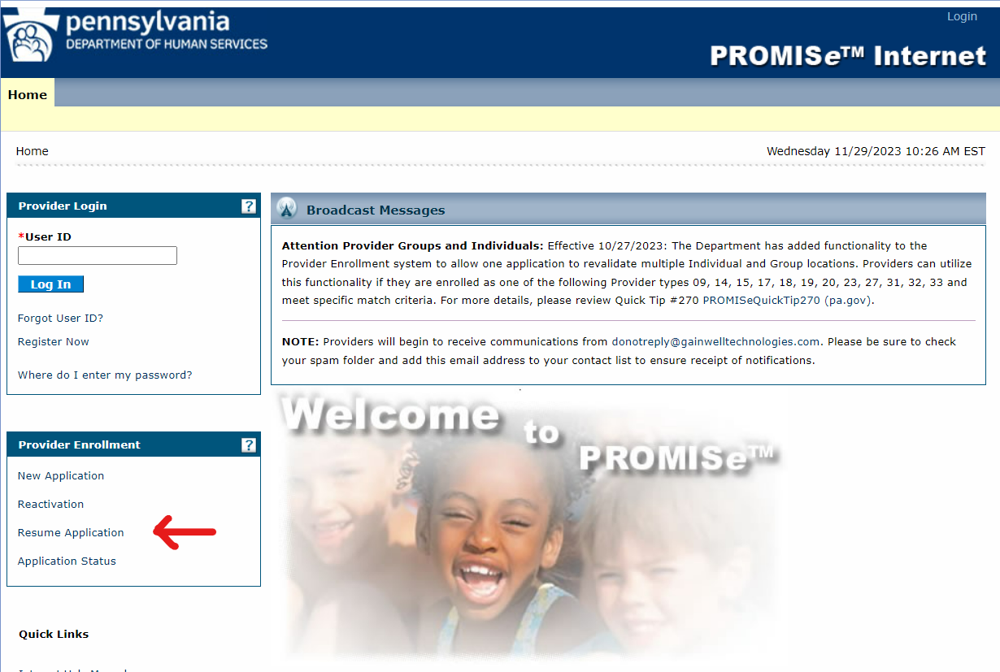 pennsylvania
DEPARTMENT OF HUMAN SERVICES
Login
PROMISe™ Internet
Home
Home
Wednesday 11/29/2023 10:26 AM EST
Provider Login
?
*User ID
Log In
Forgot User ID?
Register Now
Where do I enter my password?
Provider Enrollment
?
New Application
Reactivation
Resume Application
Application Status
Quick Links
Broadcast Messages
Attention Provider Groups and Individuals: Effective 10/27/2023: The Department has added functionality to the
Provider Enrollment system to allow one application to revalidate multiple Individual and Group locations. Providers can utilize
this functionality if they are enrolled as one of the following Provider types 09, 14, 15, 17, 18, 19, 20, 23, 27, 31, 32, 33 and
meet specific match criteria. For more details, please review Quick Tip #270 PROMISeQuickTip270 (pa.gov).
NOTE: Providers will begin to receive communications from donotreply@gainwelltechnologies.com. Please be sure to check
your spam folder and add this email address to your contact list to ensure receipt of notifications.
Welcome
to
PROMISe™